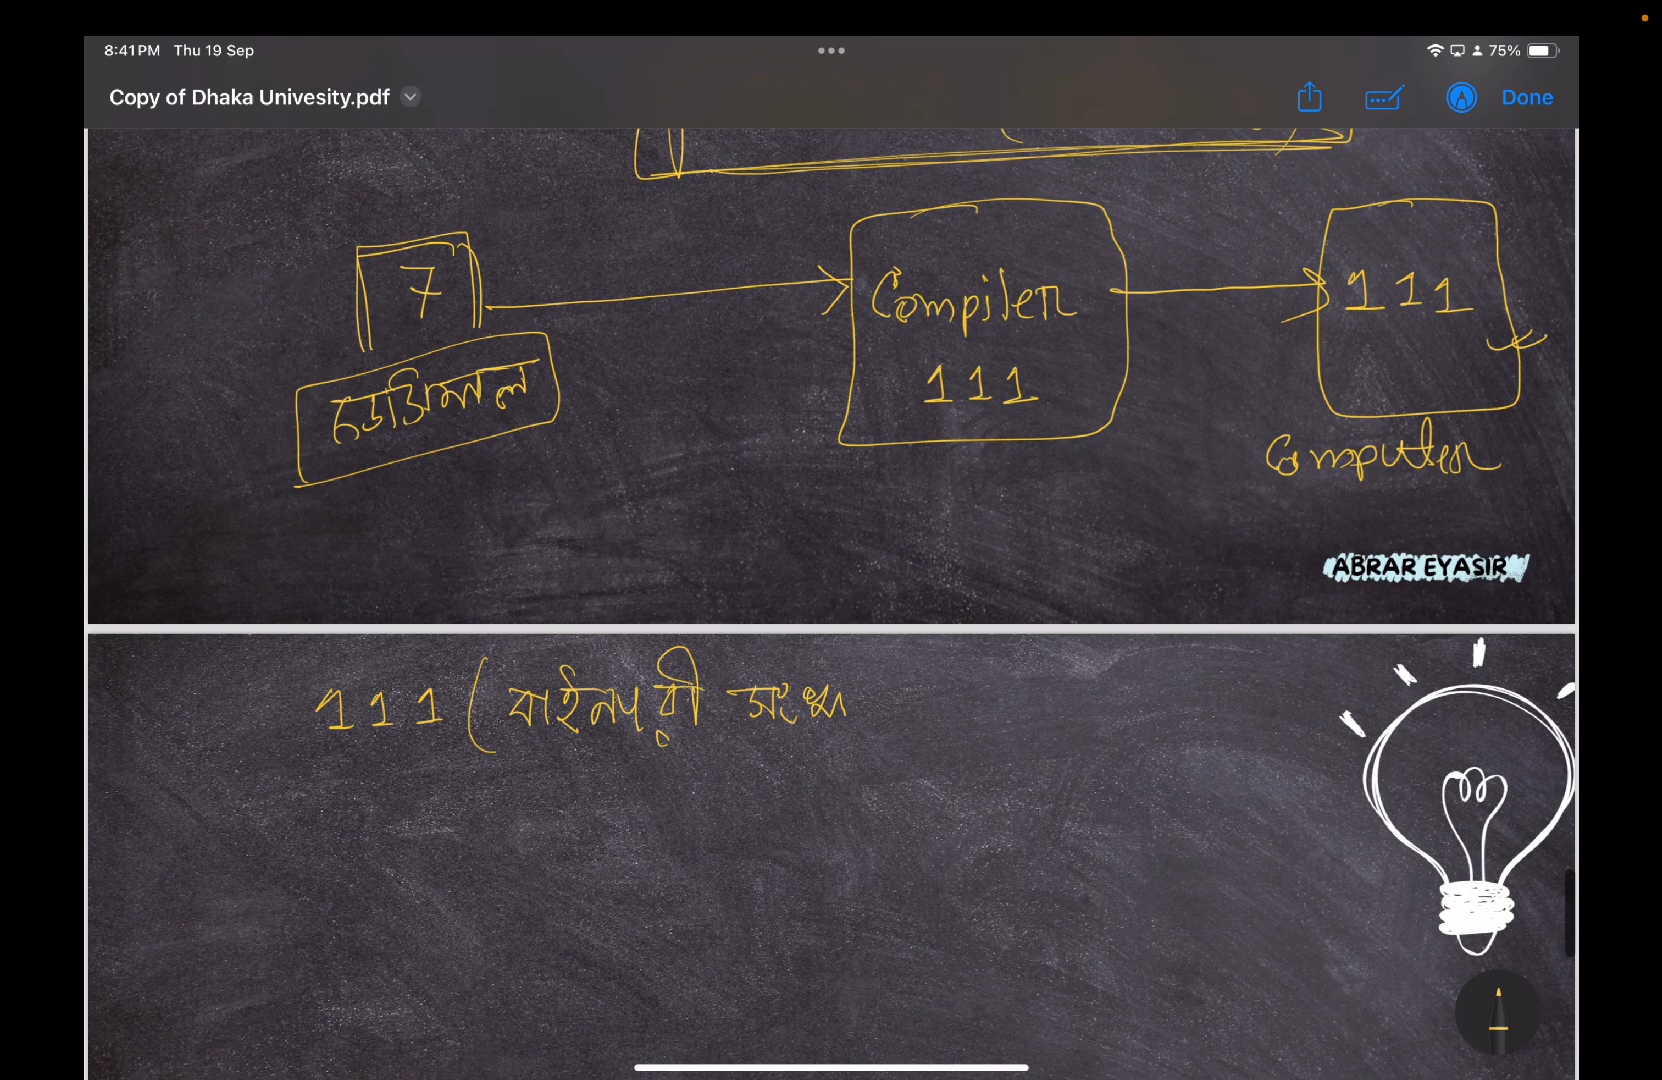 8:41 PM Thu 19 Sep
75%
Copy of Dhaka Univesity.pdf
Done
7
Compiler
111
111
ডেসিমাল
Computer
ABRAR EYASIR
111 (বাইনারী সংখ্যা